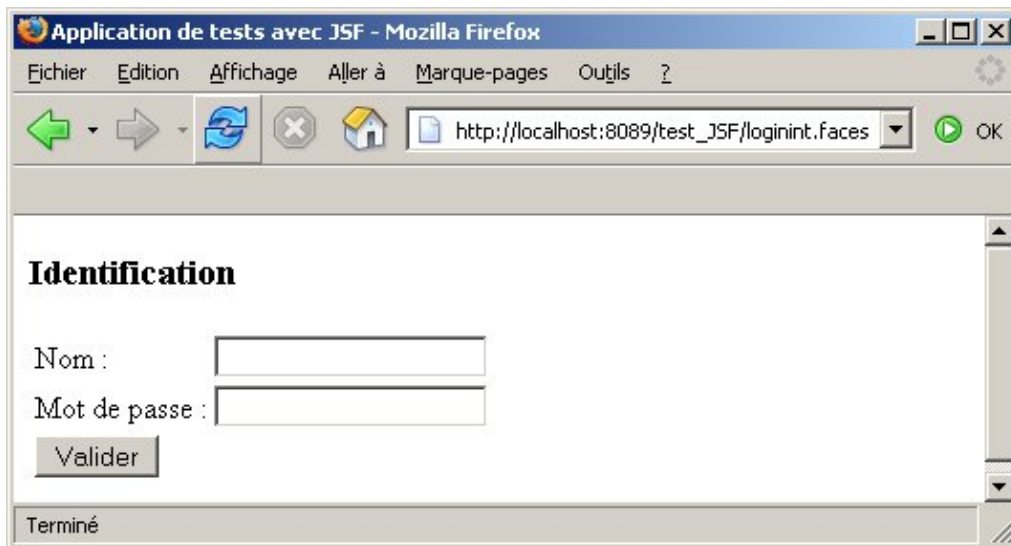 Application de tests avec JSF - Mozilla Firefox
Fichier Edition Affichage Aller à Marque-pages Outils ?
http://localhost:8089/test_JSF/loginint.faces OK
Identification
Nom :
Mot de passe :
Valider
Terminé